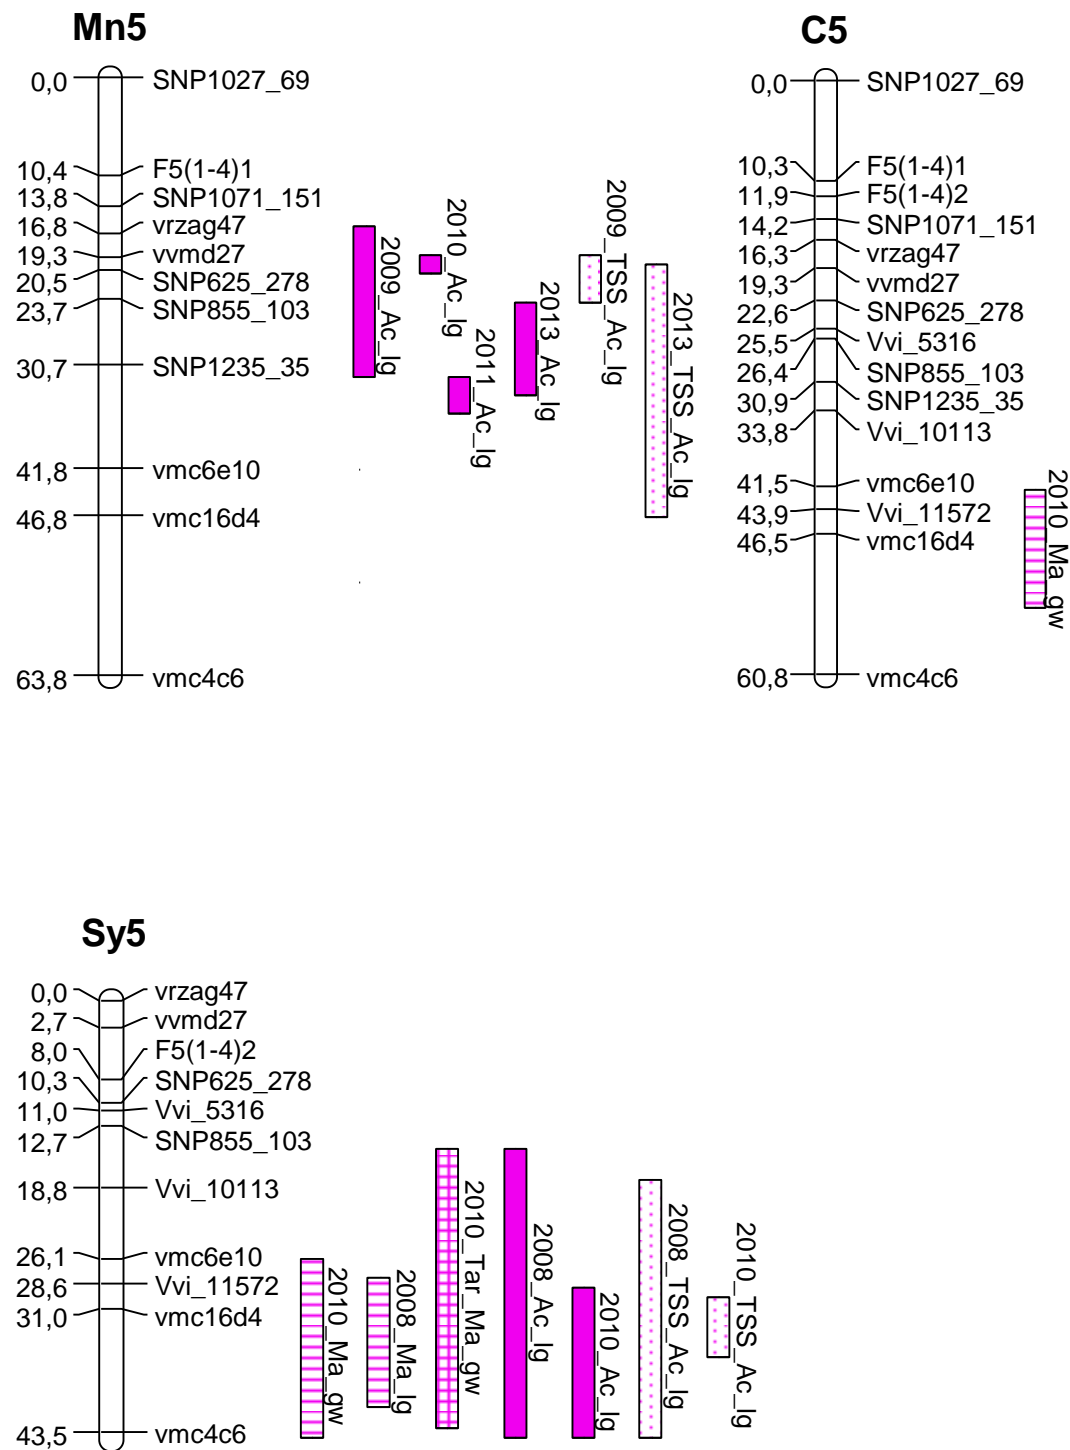 Mn5
0,0 SNP1027_69
10,4 F5(1-4)1
13,8 SNP1071_151
16,8 vrzag47
19,3 vvmd27
20,5 SNP625_278
23,7 SNP855_103
30,7 SNP1235_35
41,8 vmc6e10
46,8 vmc16d4
63,8 vmc4c6
2009_Ac_lg
2010_Ac_lg
2011_Ac_lg
2013_Ac_lg
2009_TSS_Ac_lg
2013_TSS_Ac_lg
C5
0,0 SNP1027_69
10,3 F5(1-4)1
11,9 F5(1-4)2
14,2 SNP1071_151
16,3 vrzag47
19,3 vvmd27
22,6 SNP625_278
25,5 Vvi_5316
26,4 SNP855_103
30,9 SNP1235_35
33,8 Vvi_10113
41,5 vmc6e10
43,9 Vvi_11572
46,5 vmc16d4
60,8 vmc4c6
2010_Ma_gw
Sy5
0,0 vrzag47
2,7 vvmd27
8,0 F5(1-4)2
10,3 SNP625_278
11,0 Vvi_5316
12,7 SNP855_103
18,8 Vvi_10113
26,1 vmc6e10
28,6 Vvi_11572
31,0 vmc16d4
43,5 vmc4c6
2010_Ma_gw
2008_Ma_lg
2010_Tar_Ma_gw
2008_Ac_lg
2010_Ac_lg
2008_TSS_Ac_lg
2010_TSS_Ac_lg